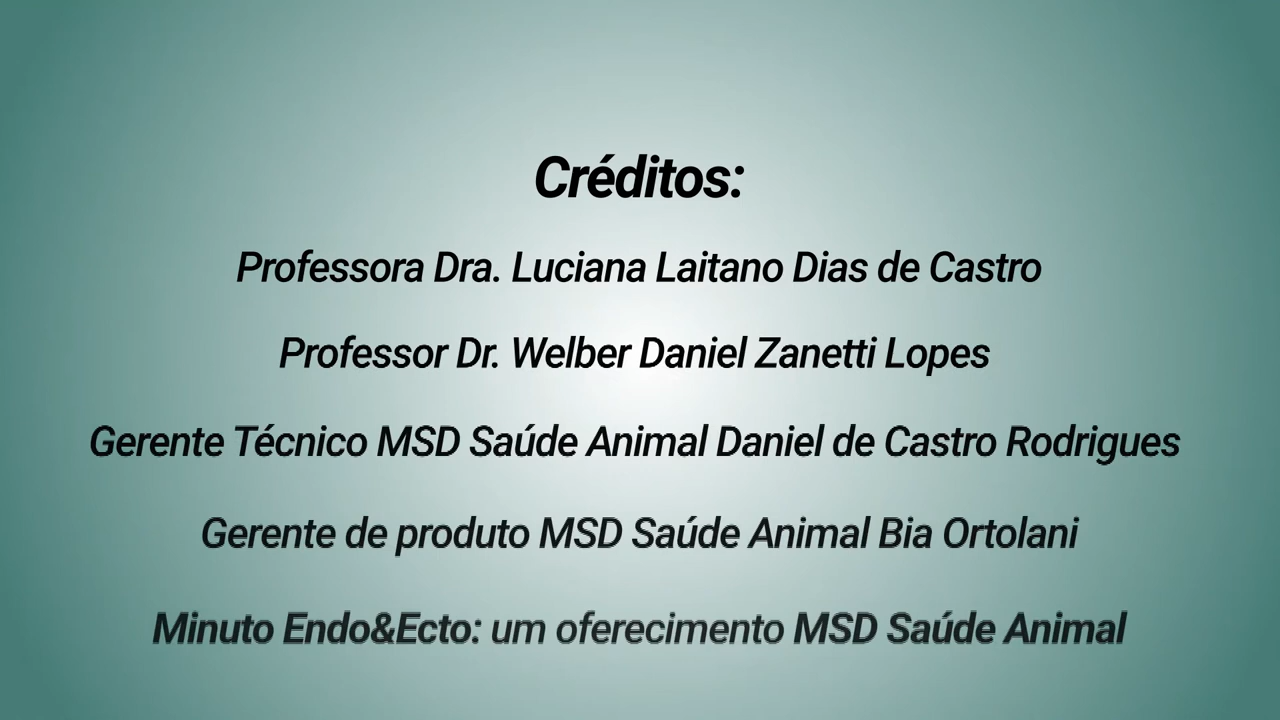 Créditos:
Professora Dra. Luciana Laitano Dias de Castro
Professor Dr. Welber Daniel Zanetti Lopes
Gerente Técnico MSD Saúde Animal Daniel de Castro Rodrigues
Gerente de produto MSD Saúde Animal Bia Ortolani
Minuto Endo&Ecto: um oferecimento MSD Saúde Animal